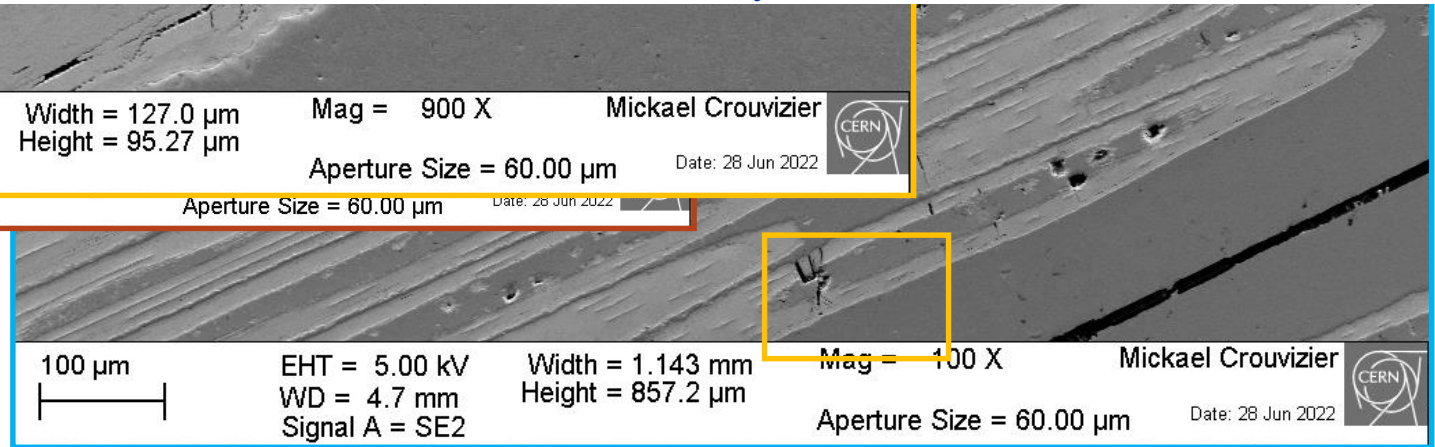 Width = 127.0 µm
Height = 95.27 µm
Mag = 900 X
Aperture Size = 60.00 µm
Mickael Crouvizier
Date: 28 Jun 2022
CERN
Aperture Size = 60.00 µm
Date: 28 Jun 2022
100 µm
EHT = 5.00 kV
WD = 4.7 mm
Signal A = SE2
Width = 1.143 mm
Height = 857.2 µm
Mag = 100 X
Aperture Size = 60.00 µm
Mickael Crouvizier
Date: 28 Jun 2022
CERN